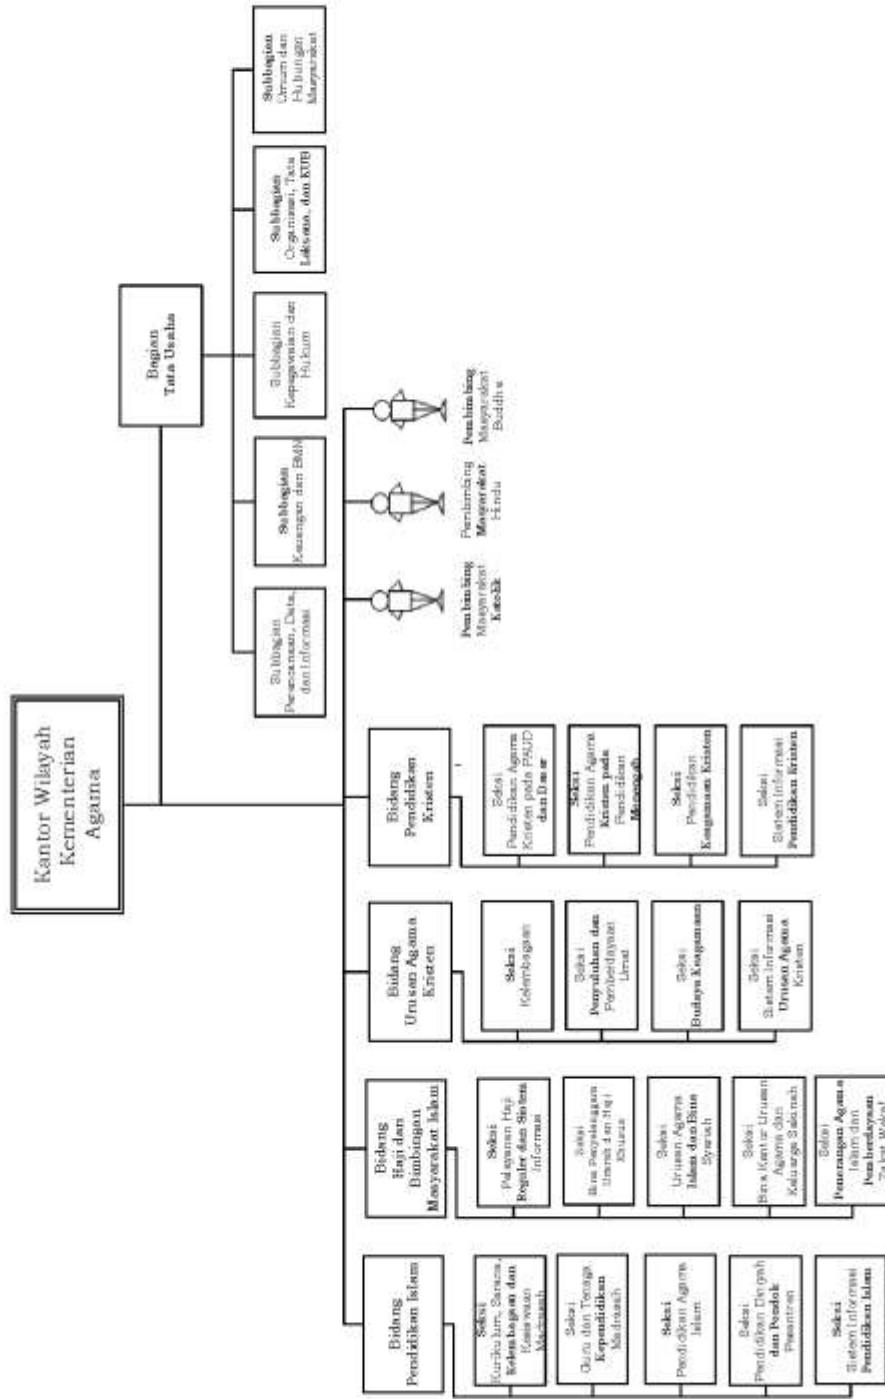 Kantor Wilayah
Kementerian
Agama
Bagian
Tata Usaha
Subbagian
Perencanaan, Data,
dan Informasi
Subbagian
Keuangan dan BMN
Subbagian
Kepegawaian dan
Hukum
Subbagian
Organisasi, Tata
Laksana, dan KUB
Subbagian
Umum dan
Hubungan
Masyarakat
Bidang
Pendidikan Islam
Bidang
Haji dan
Bimbingan
Masyarakat Islam
Bidang
Urusan Agama
Kristen
Bidang
Pendidikan
Kristen
Pembimbing
Masyarakat
Katolik
Pembimbing
Masyarakat
Hindu
Pembimbing
Masyarakat
Buddha
Seksi
Kurikulum, Sarana,
Kelembagaan dan
Kesiswaan
Madrasah
Seksi
Guru dan Tenaga
Kependidikan
Madrasah
Seksi
Pendidikan Agama
Islam
Seksi
Pendidikan Diniyah
dan Pondok
Pesantren
Seksi
Sistem Informasi
Pendidikan Islam
Seksi
Pelayanan Haji
Reguler dan Sistem
Informasi
Seksi
Bina Penyelenggara
Umrah dan Haji
Khusus
Seksi
Urusan Agama
Islam dan Bina
Syariah
Seksi
Bina Kantor Urusan
Agama dan
Keluarga Sakinah
Seksi
Penerangan Agama
Islam dan
Pemberdayaan
Zakat Wakaf
Seksi
Kelembagaan
Seksi
Penyuluhan dan
Pemberdayaan
Umat
Seksi
Budaya Keagamaan
Seksi
Sistem Informasi
Urusan Agama
Kristen
Seksi
Pendidikan Agama
Kristen pada PAUD
dan Dasar
Seksi
Pendidikan Agama
Kristen pada
Pendidikan
Menengah
Seksi
Pendidikan
Keagamaan Kristen
Seksi
Sistem Informasi
Pendidikan Kristen